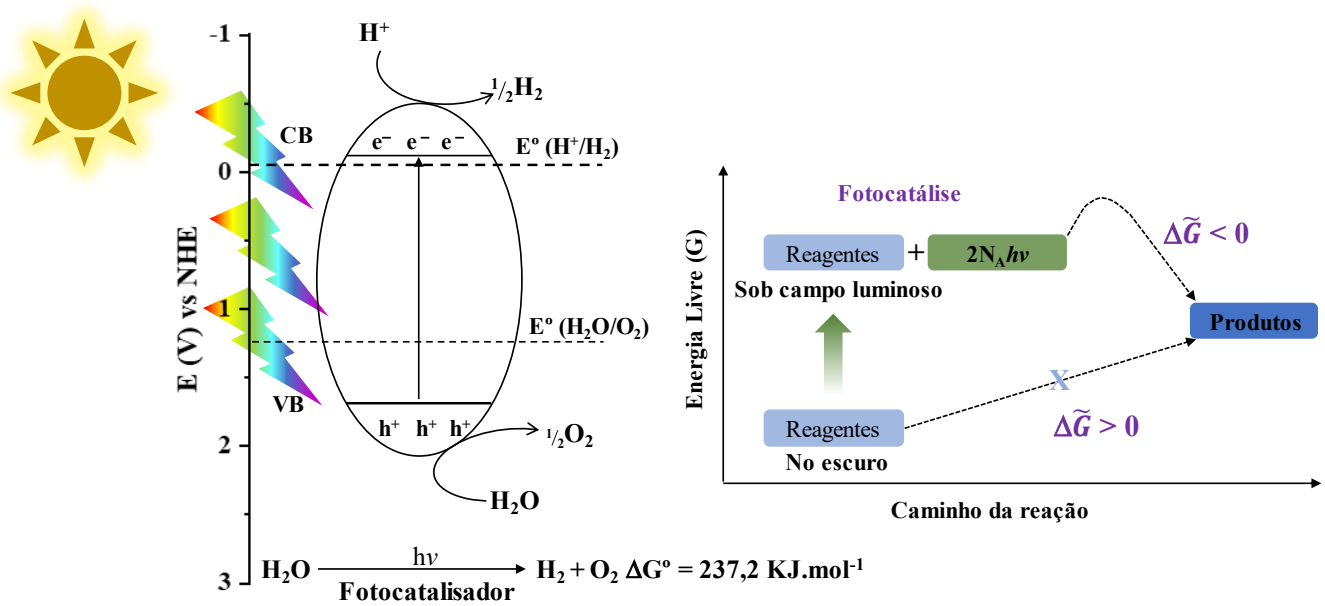 -1
0
1
2
3
E (V) vs NHE
H⁺
½H₂
CB
e⁻ e⁻ e⁻
Eº (H⁺/H₂)
Eº (H₂O/O₂)
VB
h⁺ h⁺ h⁺
½O₂
H₂O
H₂O hν H₂ + O₂ ΔGº = 237,2 KJ.mol⁻¹
Fotocatalisador
Energia Livre (G)
Fotocatálise
Reagentes + 2N_Ahν
Sob campo luminoso
ΔG̃ < 0
Produtos
X
Reagentes
ΔG̃ > 0
No escuro
Caminho da reação